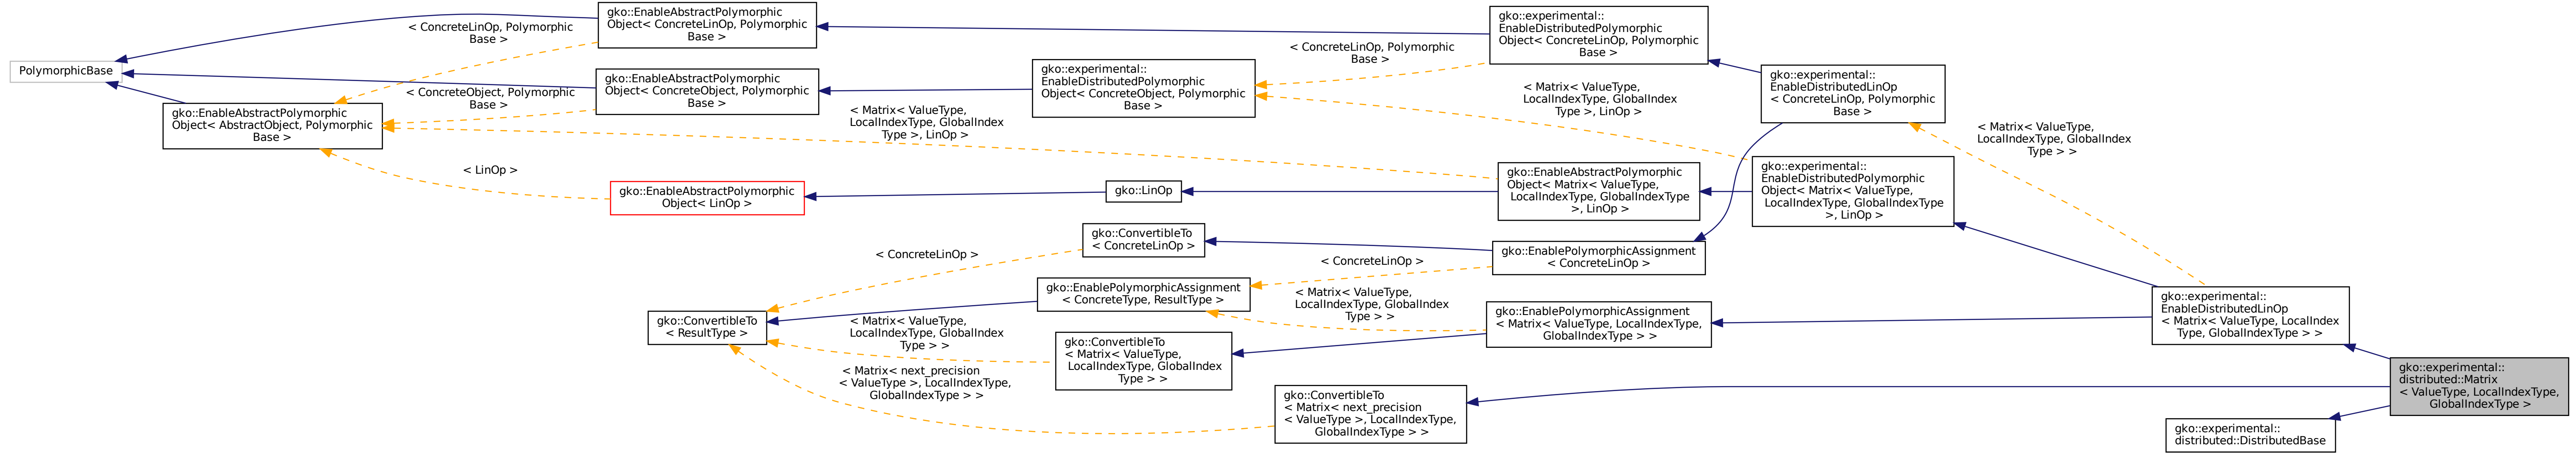 PolymorphicBase
gko::EnableAbstractPolymorphic
Object< AbstractObject, Polymorphic
Base >
< ConcreteLinOp, Polymorphic
Base >
< ConcreteObject, Polymorphic
Base >
< LinOp >
gko::EnableAbstractPolymorphic
Object< ConcreteLinOp, Polymorphic
Base >
gko::EnableAbstractPolymorphic
Object< ConcreteObject, Polymorphic
Base >
gko::EnableAbstractPolymorphic
Object< LinOp >
gko::ConvertibleTo
< ResultType >
< Matrix< ValueType,
LocalIndexType, GlobalIndex
Type >, LinOp >
< ConcreteLinOp >
< Matrix< ValueType,
LocalIndexType, GlobalIndex
Type > >
< Matrix< next_precision
< ValueType >, LocalIndexType,
GlobalIndexType > >
gko::experimental::
EnableDistributedPolymorphic
Object< ConcreteObject, Polymorphic
Base >
gko::LinOp
gko::ConvertibleTo
< ConcreteLinOp >
gko::EnablePolymorphicAssignment
< ConcreteType, ResultType >
gko::ConvertibleTo
< Matrix< ValueType,
LocalIndexType, GlobalIndex
Type > >
gko::ConvertibleTo
< Matrix< next_precision
< ValueType >, LocalIndexType,
GlobalIndexType > >
< ConcreteLinOp, Polymorphic
Base >
< ConcreteLinOp >
< Matrix< ValueType,
LocalIndexType, GlobalIndex
Type > >
gko::experimental::
EnableDistributedPolymorphic
Object< ConcreteLinOp, Polymorphic
Base >
< Matrix< ValueType,
LocalIndexType, GlobalIndex
Type >, LinOp >
gko::EnableAbstractPolymorphic
Object< Matrix< ValueType,
LocalIndexType, GlobalIndexType
>, LinOp >
gko::EnablePolymorphicAssignment
< ConcreteLinOp >
gko::EnablePolymorphicAssignment
< Matrix< ValueType, LocalIndexType,
GlobalIndexType > >
gko::experimental::
EnableDistributedLinOp
< ConcreteLinOp, Polymorphic
Base >
gko::experimental::
EnableDistributedPolymorphic
Object< Matrix< ValueType,
LocalIndexType, GlobalIndexType
>, LinOp >
< Matrix< ValueType,
LocalIndexType, GlobalIndex
Type > >
gko::experimental::
EnableDistributedLinOp
< Matrix< ValueType, LocalIndex
Type, GlobalIndexType > >
gko::experimental::
distributed::DistributedBase
gko::experimental::
distributed::Matrix
< ValueType, LocalIndexType,
GlobalIndexType >